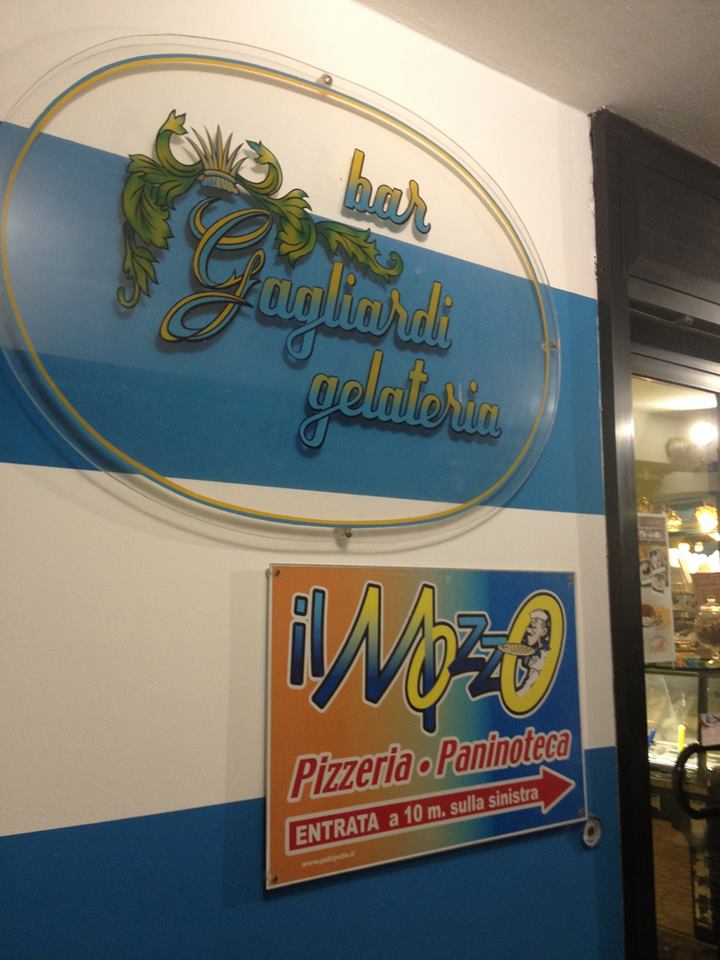 bar
Gagliardi
gelateria
il Mozzo
Pizzeria • Paninoteca
ENTRATA a 10 m. sulla sinistra